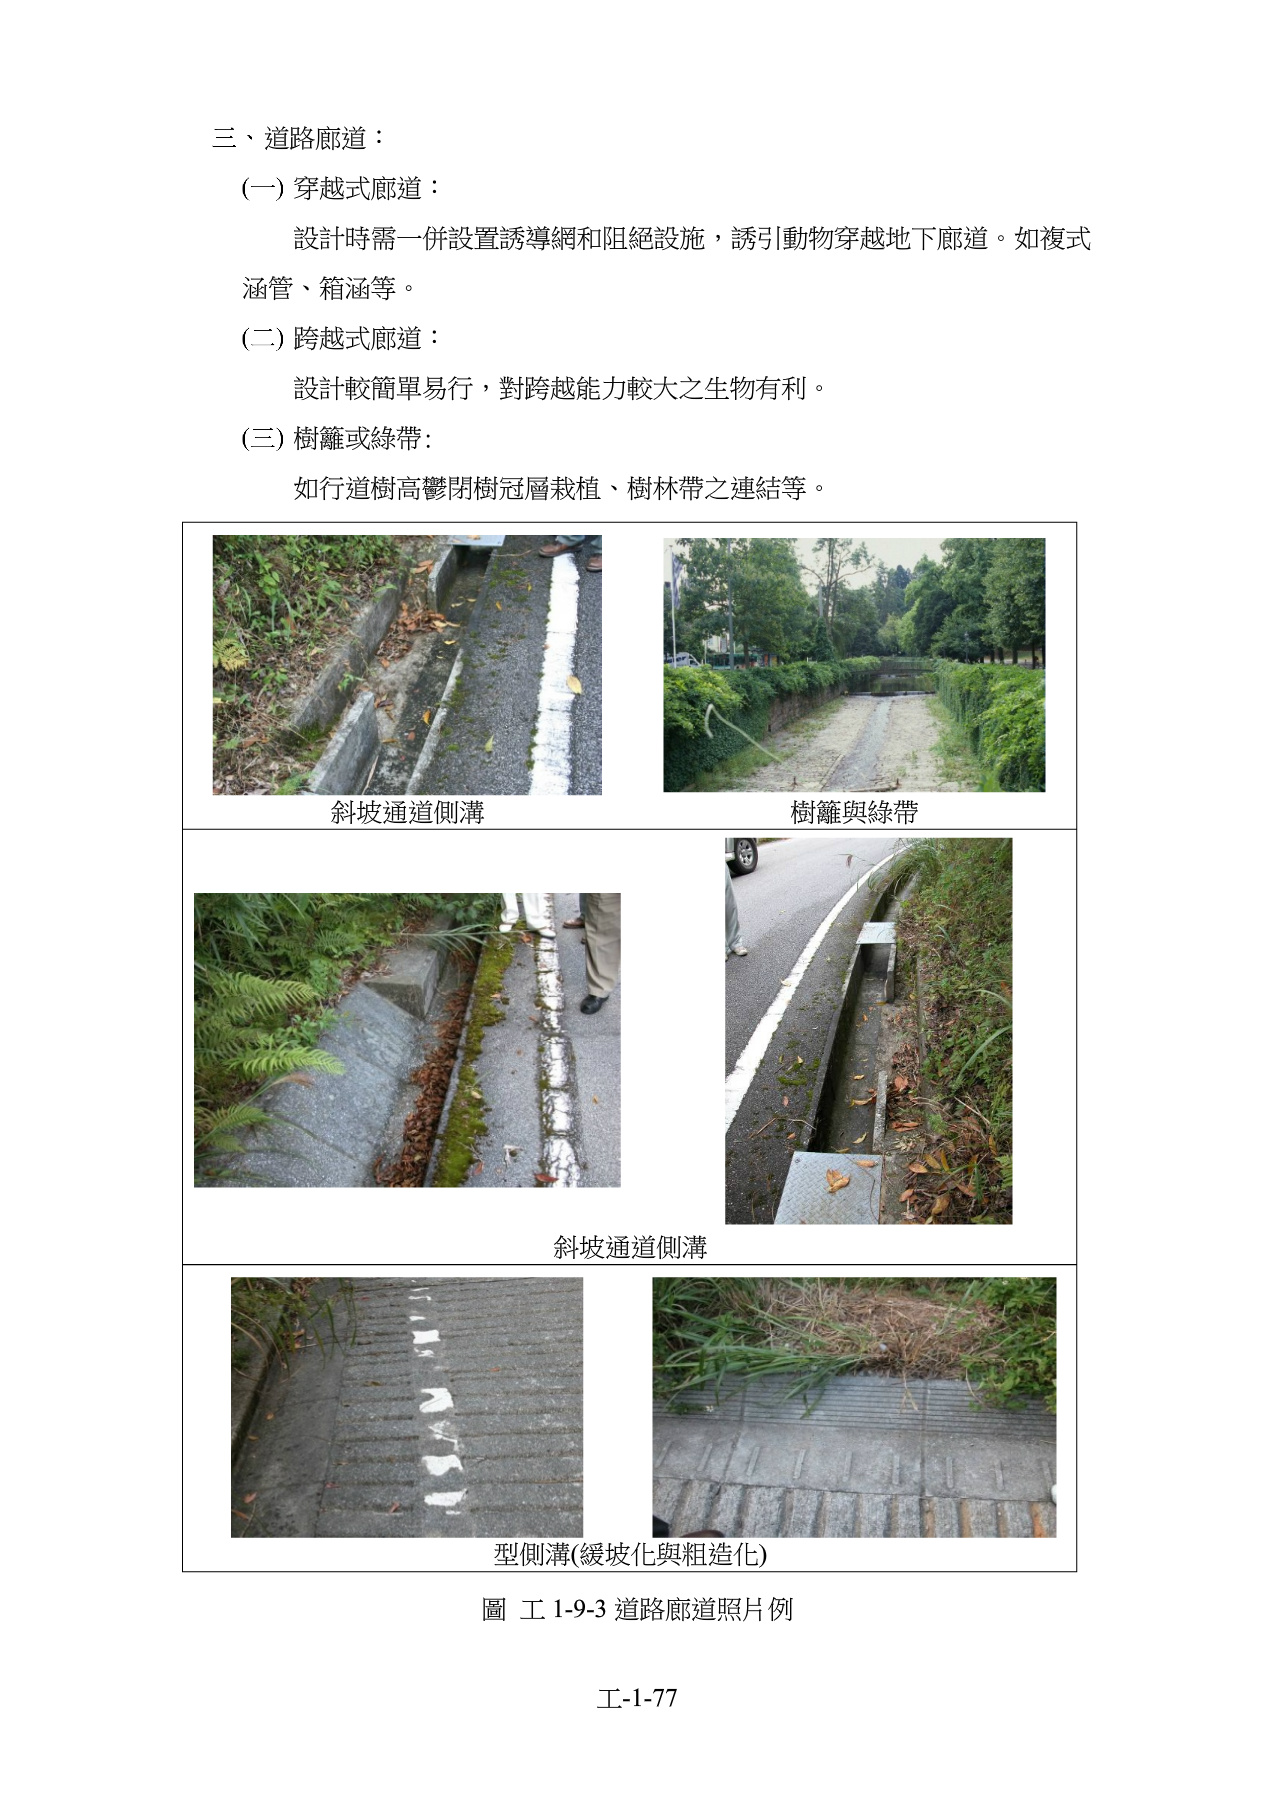 三、道路廊道：
(一) 穿越式廊道：
設計時需一併設置誘導網和阻絕設施，誘引動物穿越地下廊道。如複式
涵管、箱涵等。
(二) 跨越式廊道：
設計較簡單易行，對跨越能力較大之生物有利。
(三) 樹籬或綠帶:
如行道樹高鬱閉樹冠層栽植、樹林帶之連結等。
斜坡通道側溝
樹籬與綠帶
斜坡通道側溝
型側溝(緩坡化與粗造化)
圖 工 1-9-3 道路廊道照片例
工-1-77